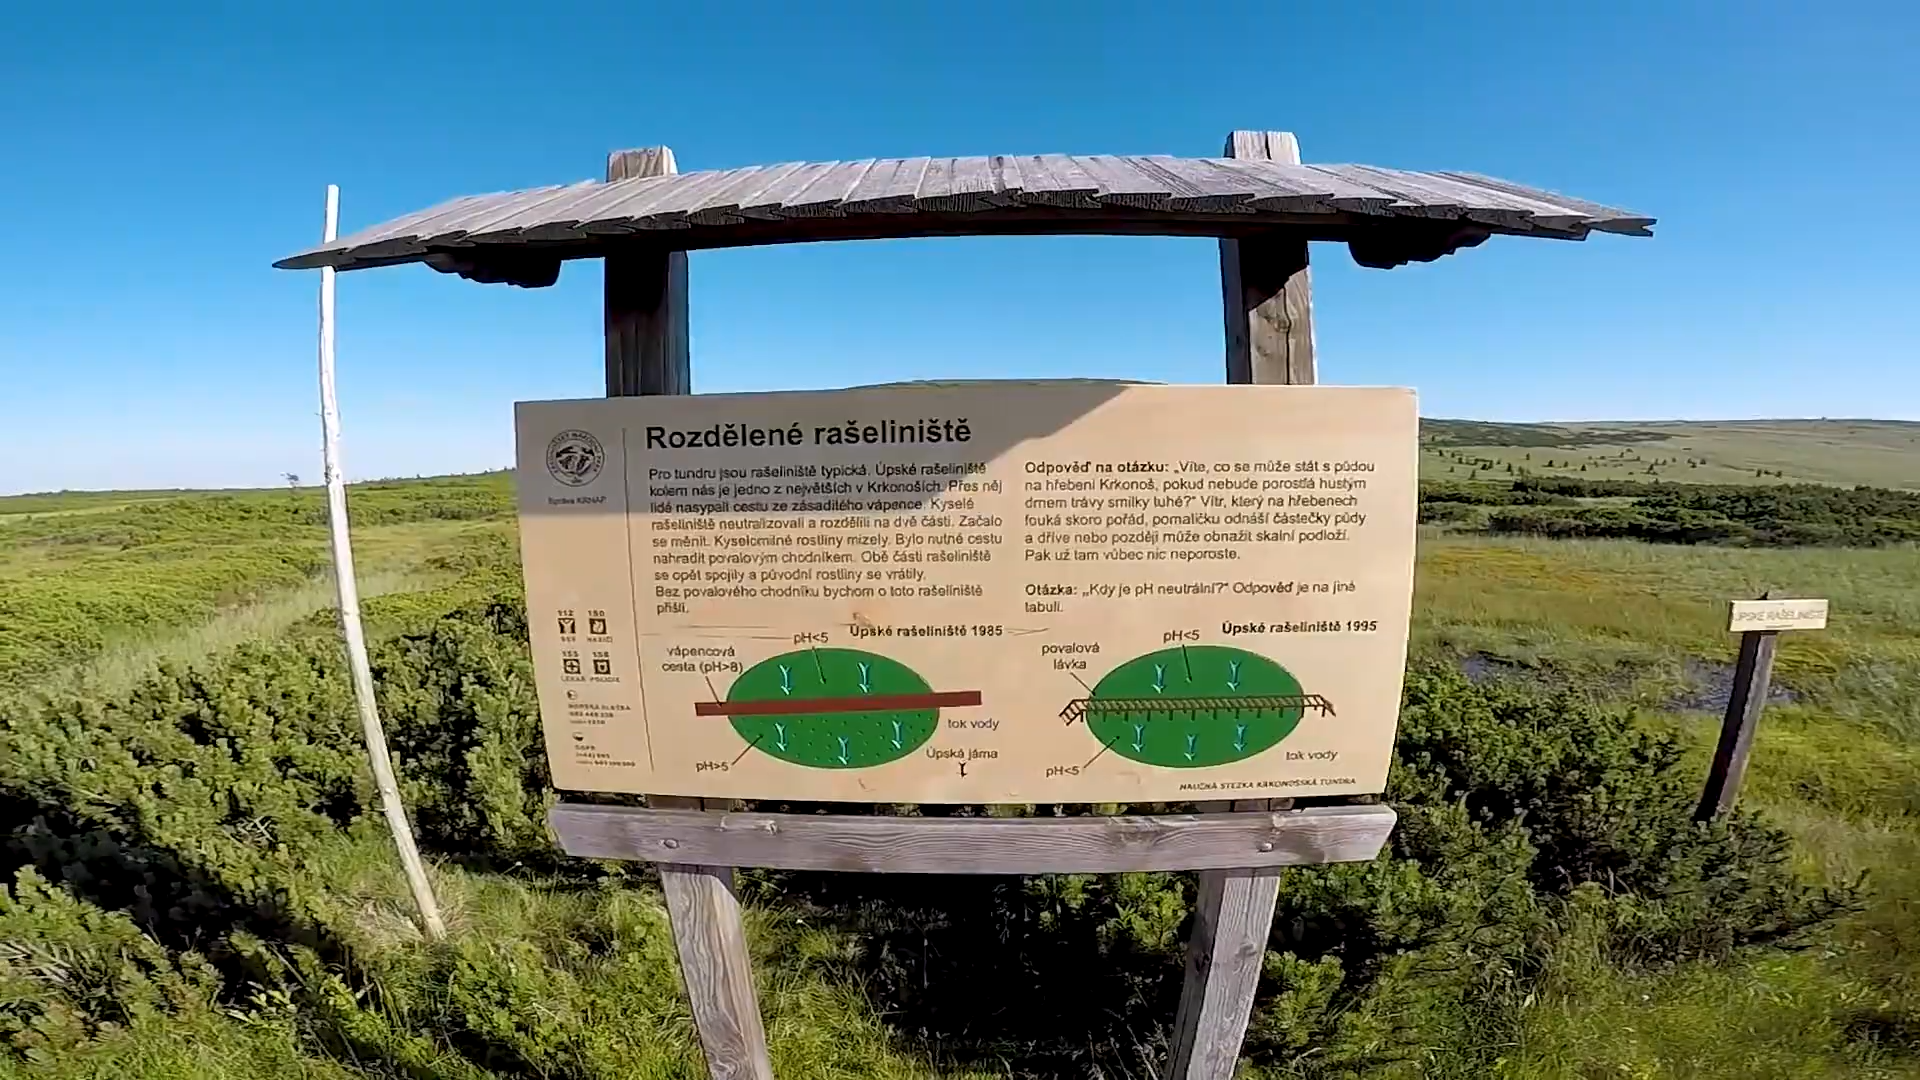 Rozdělené rašeliniště
Pro tundru jsou rašeliniště typická. Úpské rašeliniště
kolem nás je jedno z největších v Krkonoších. Přes něj
lidé nasypali cestu ze zásaditého vápence. Kyselé
rašeliniště neutralizovali a rozdělili na dvě části. Začalo
se měnit. Kyselomilné rostliny mizely. Bylo nutné cestu
nahradit povalovým chodníkem. Obě části rašeliniště
se opět spojily a původní rostliny se vrátily.
Bez povalového chodníku bychom o toto rašeliniště
přišli.
Odpověď na otázku: „Víte, co se může stát s půdou
na hřebeni Krkonoš, pokud nebude porostlá hustým
drnem trávy smilky tuhé?" Vítr, který na hřebenech
fouká skoro pořád, pomaličku odnáší částečky půdy
a dříve nebo později může obnažit skalní podloží.
Pak už tam vůbec nic neporoste.
Otázka: „Kdy je pH neutrální?" Odpověď je na jiné
tabuli.
Správa KRNAP
112
150
HASIČI
155
158
LÉKAŘ
POLICIE
HORSKÁ SLUŽBA
pH<5
Úpské rašeliniště 1985
vápencová
cesta (pH>8)
tok vody
Úpská jáma
pH>5
pH<5
Úpské rašeliniště 1995
povalová
lávka
tok vody
pH<5
NAUČNÁ STEZKA KRKONOŠSKÁ TUNDRA
ÚPSKÉ RAŠELINIŠTĚ